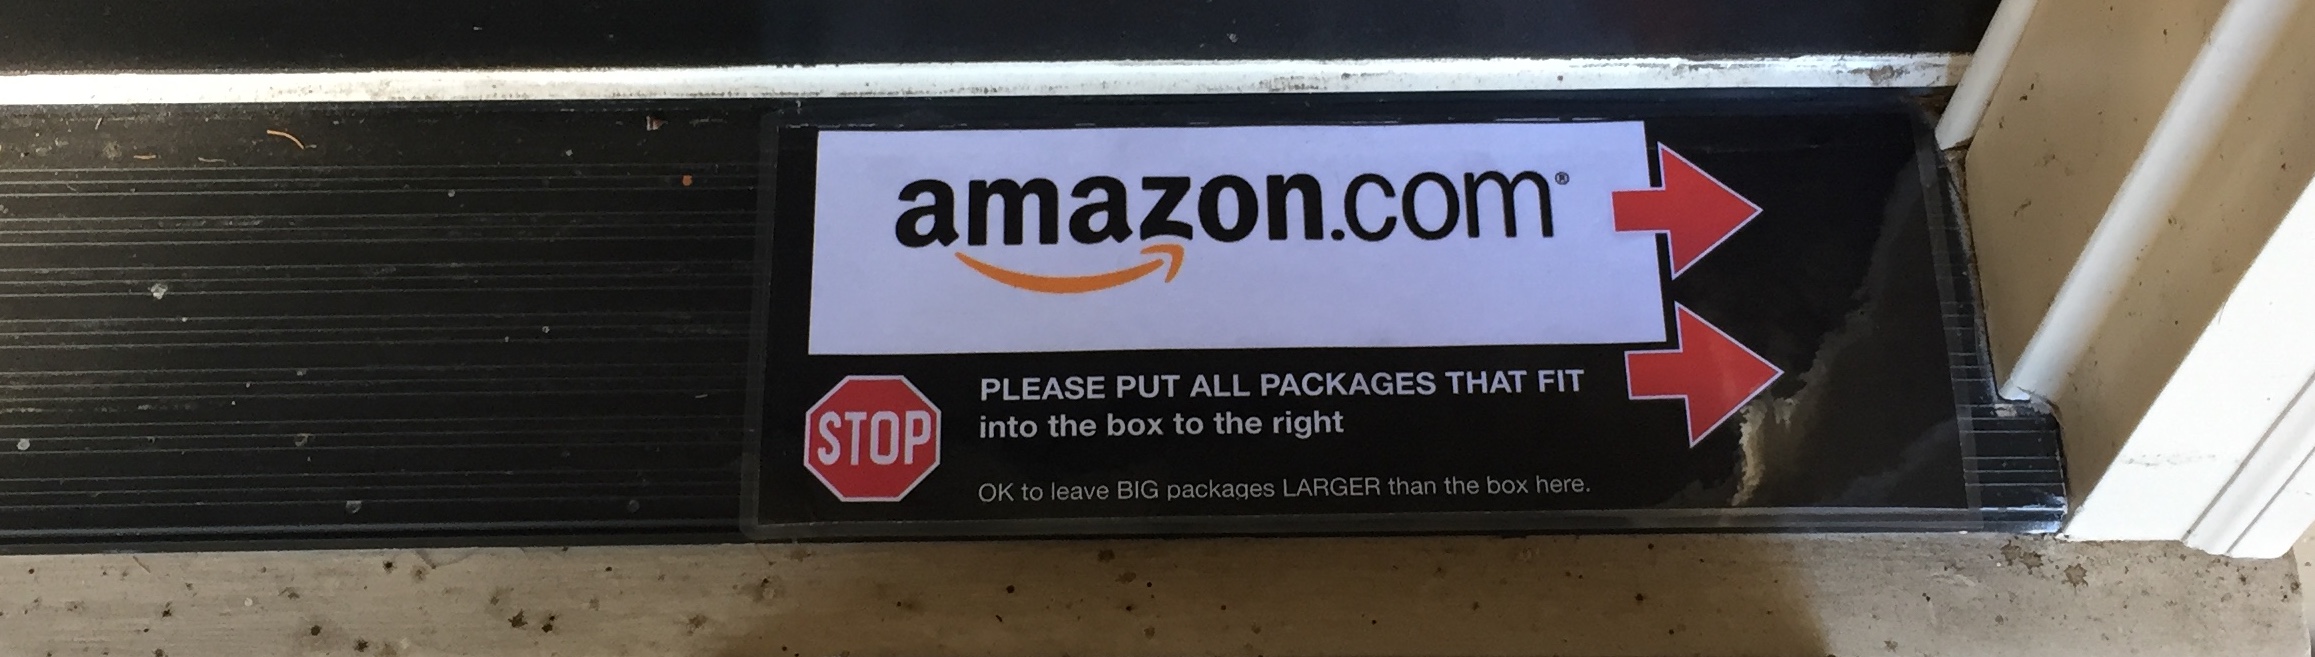 amazon.com®
PLEASE PUT ALL PACKAGES THAT FIT
into the box to the right
STOP
OK to leave BIG packages LARGER than the box here.